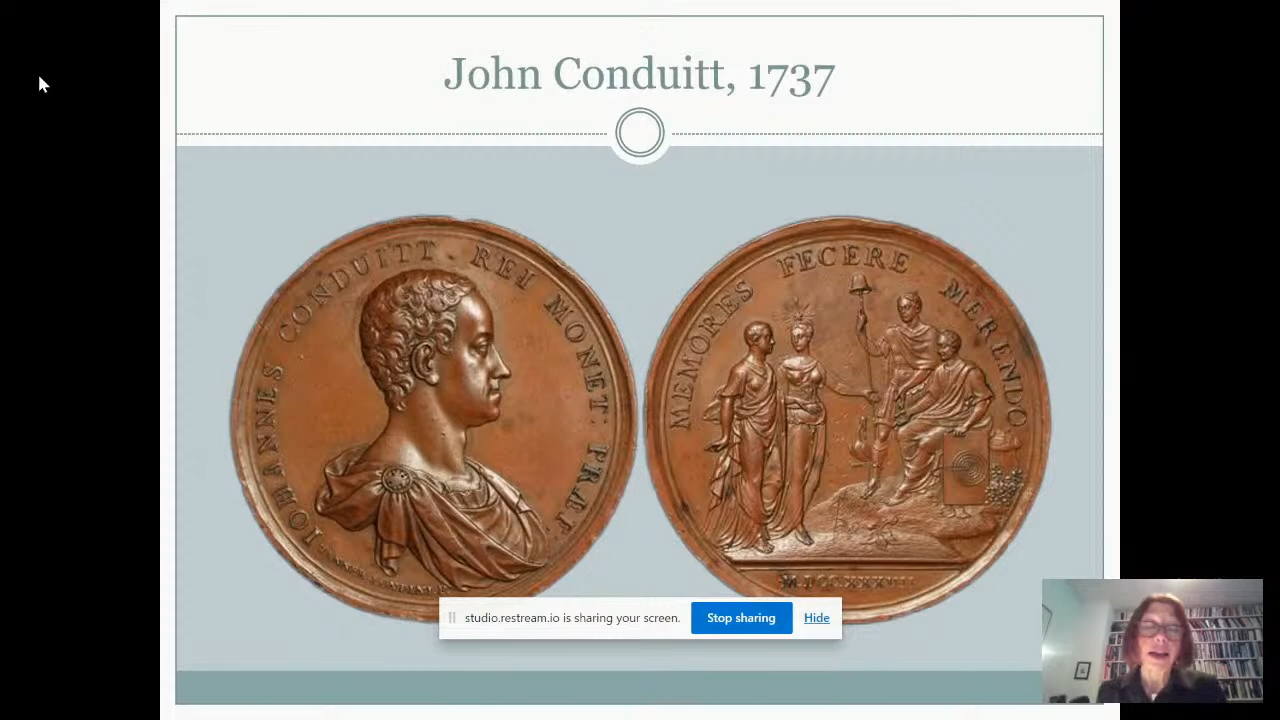 John Conduitt, 1737
IOHANNES CONDUITT REI MONET: PRÆF.
MEMORES FECERE MERENDO
studio.restream.io is sharing your screen.
Stop sharing
Hide